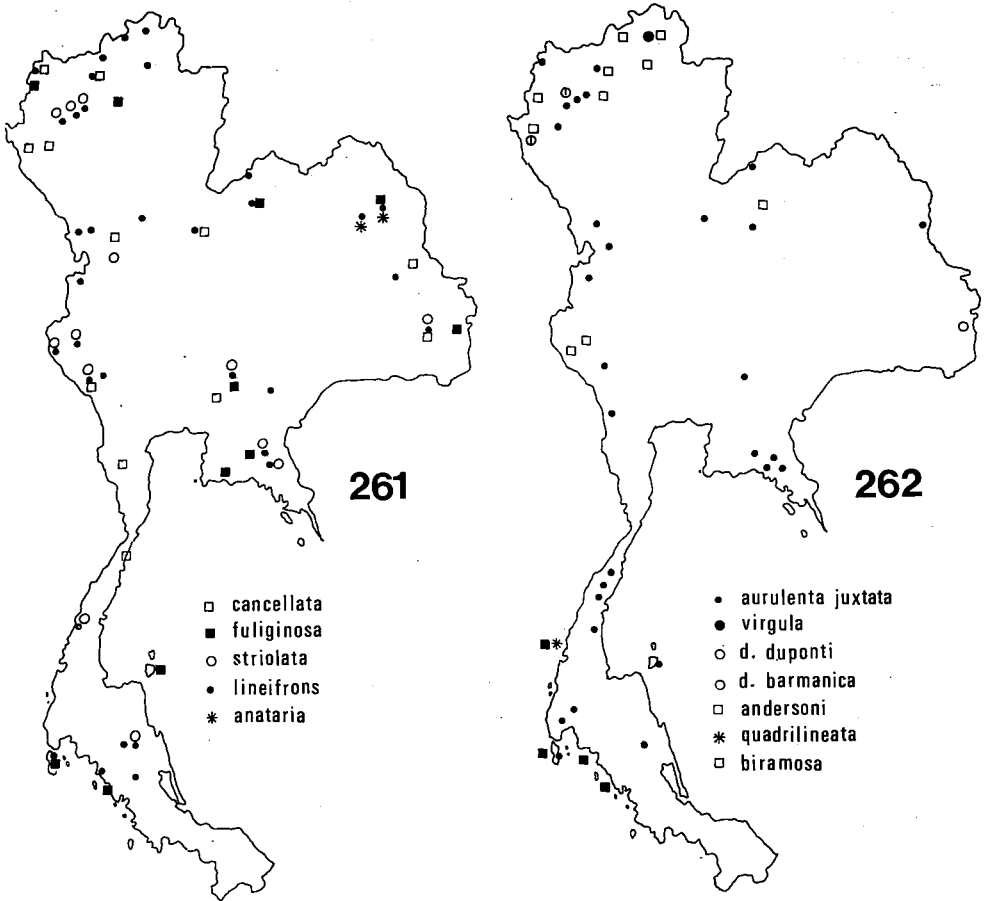 261
cancellata
fuliginosa
striolata
lineifrons
anataria
262
aurulenta juxtata
virgula
d. duponti
d. barmanica
andersoni
quadrilineata
biramosa